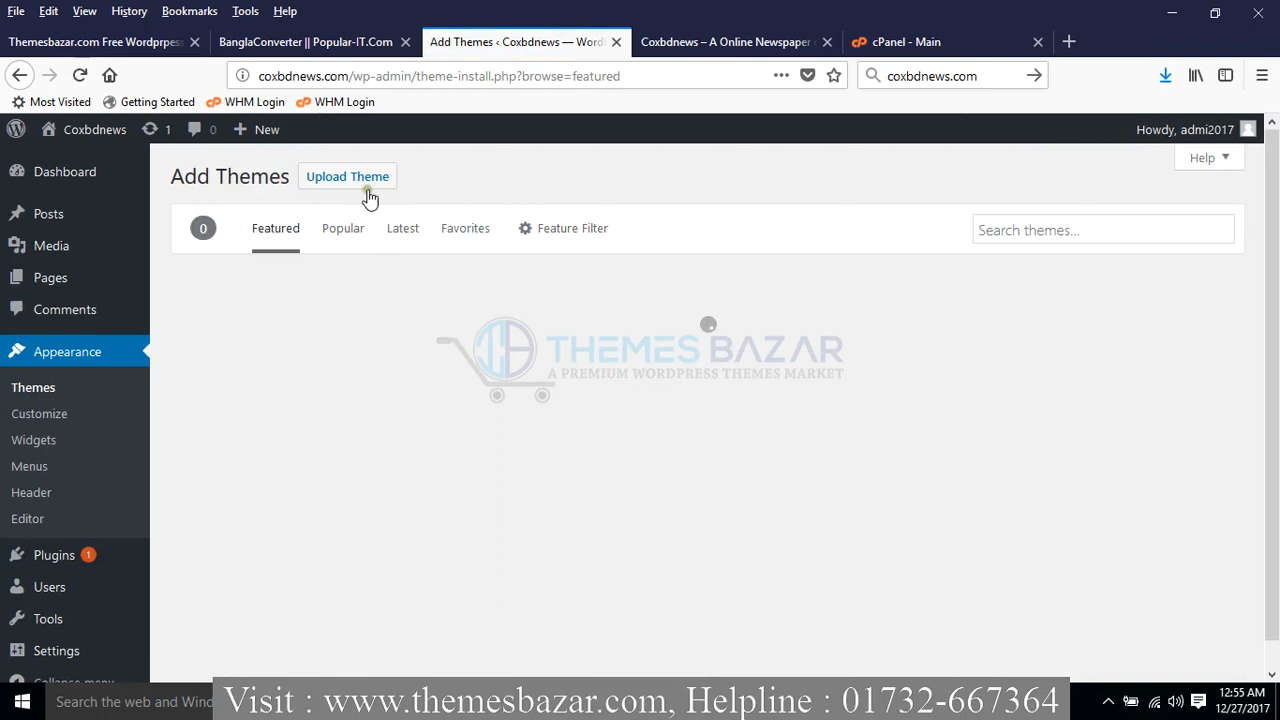 File Edit View History Bookmarks Tools Help
Themesbazar.com Free Wordprpess
BanglaConverter || Popular-IT.Com
Add Themes ‹ Coxbdnews — Word
Coxbdnews – A Online Newspaper
cPanel - Main
coxbdnews.com/wp-admin/theme-install.php?browse=featured
coxbdnews.com
Most Visited Getting Started WHM Login WHM Login
Coxbdnews 1 0 New
Howdy, admi2017
Help
Dashboard
Posts
Media
Pages
Comments
Appearance
Themes
Customize
Widgets
Menus
Header
Editor
Plugins 1
Users
Tools
Settings
Collapse menu
Add Themes
Upload Theme
0 Featured Popular Latest Favorites Feature Filter
Search themes...
THEMES BAZAR
A PREMIUM WORDPRESS THEMES MARKET
Search the web and Wind
Visit : www.themesbazar.com, Helpline : 01732-667364
12:55 AM
12/27/2017